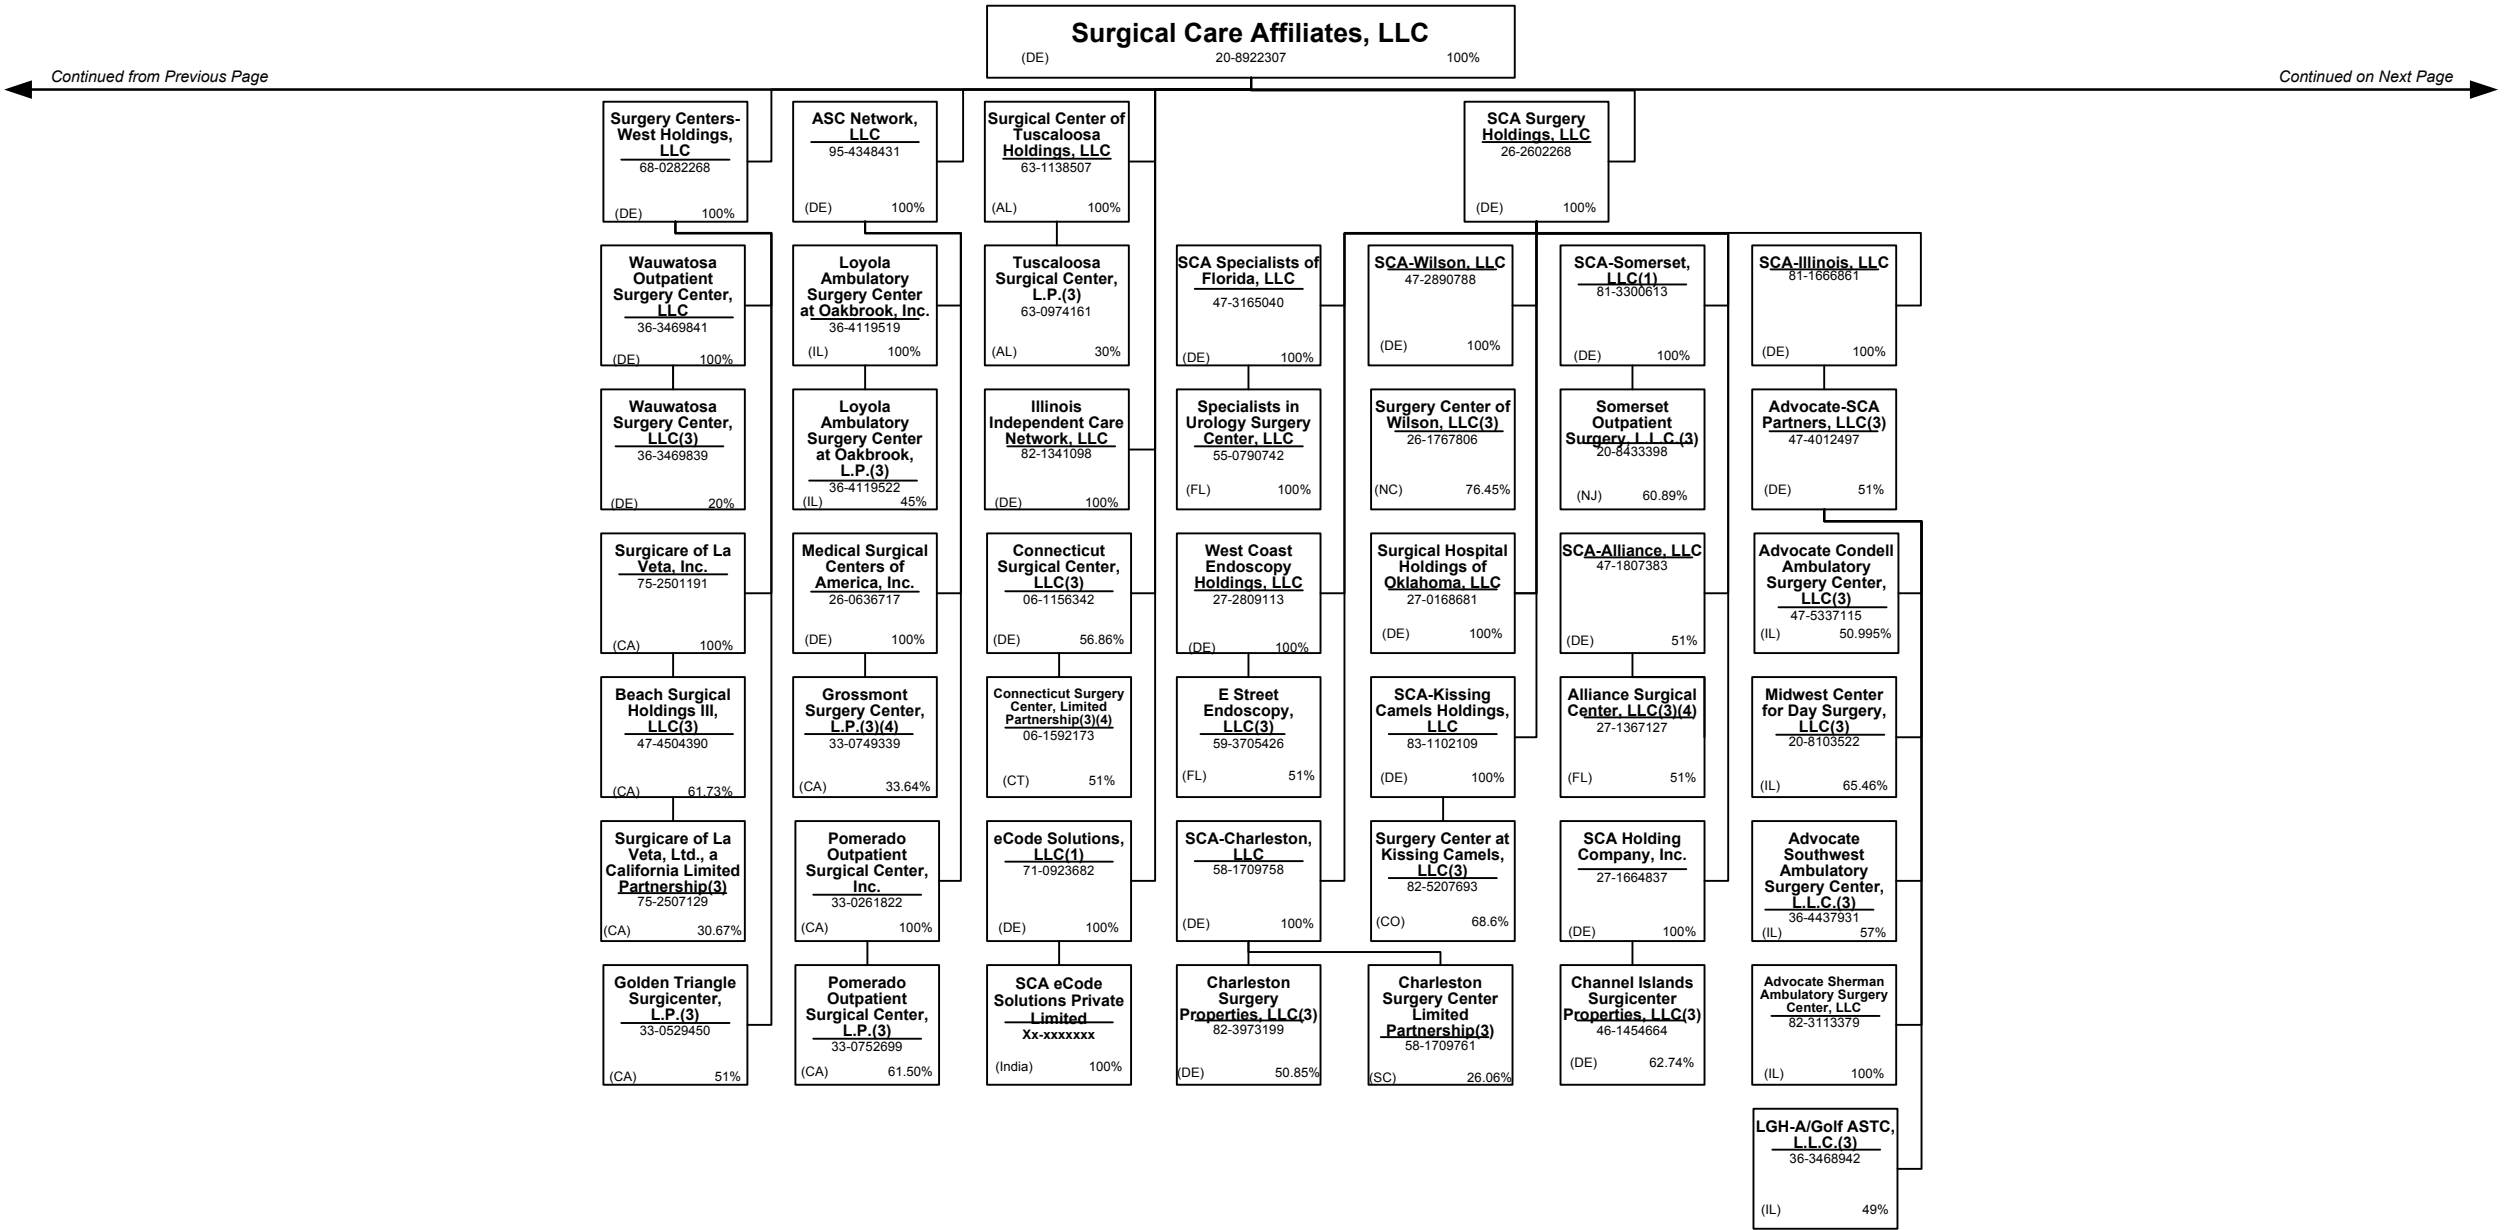 Surgical Care Affiliates, LLC
(DE) 20-8922307 100%
Continued from Previous Page
Continued on Next Page
Surgery Centers-
West Holdings,
LLC
68-0282268
(DE) 100%
ASC Network,
LLC
95-4348431
(DE) 100%
Surgical Center of
Tuscaloosa
Holdings, LLC
63-1138507
(AL) 100%
SCA Surgery
Holdings, LLC
26-2602268
(DE) 100%
Wauwatosa
Outpatient
Surgery Center,
LLC
36-3469841
(DE) 100%
Loyola
Ambulatory
Surgery Center
at Oakbrook, Inc.
36-4119519
(IL) 100%
Tuscaloosa
Surgical Center,
L.P.(3)
63-0974161
(AL) 30%
SCA Specialists of
Florida, LLC
47-3165040
(DE) 100%
SCA-Wilson, LLC
47-2890788
(DE) 100%
SCA-Somerset,
LLC(1)
81-3300613
(DE) 100%
SCA-Illinois, LLC
81-1666861
(DE) 100%
Wauwatosa
Surgery Center,
LLC(3)
36-3469839
(DE) 20%
Loyola
Ambulatory
Surgery Center
at Oakbrook,
L.P.(3)
36-4119522
(IL) 45%
Illinois
Independent Care
Network, LLC
82-1341098
(DE) 100%
Specialists in
Urology Surgery
Center, LLC
55-0790742
(FL) 100%
Surgery Center of
Wilson, LLC(3)
26-1767806
(NC) 76.45%
Somerset
Outpatient
Surgery, L.L.C.(3)
20-8433398
(NJ) 60.89%
Advocate-SCA
Partners, LLC(3)
47-4012497
(DE) 51%
Surgicare of La
Veta, Inc.
75-2501191
(CA) 100%
Medical Surgical
Centers of
America, Inc.
26-0636717
(DE) 100%
Connecticut
Surgical Center,
LLC(3)
06-1156342
(DE) 56.86%
West Coast
Endoscopy
Holdings, LLC
27-2809113
(DE) 100%
Surgical Hospital
Holdings of
Oklahoma, LLC
27-0168681
(DE) 100%
SCA-Alliance, LLC
47-1807383
(DE) 51%
Advocate Condell
Ambulatory
Surgery Center,
LLC(3)
47-5337115
(IL) 50.995%
Beach Surgical
Holdings III,
LLC(3)
47-4504390
(CA) 61.73%
Grossmont
Surgery Center,
L.P.(3)(4)
33-0749339
(CA) 33.64%
Connecticut Surgery
Center, Limited
Partnership(3)(4)
06-1592173
(CT) 51%
E Street
Endoscopy,
LLC(3)
59-3705426
(FL) 51%
SCA-Kissing
Camels Holdings,
LLC
83-1102109
(DE) 100%
Alliance Surgical
Center, LLC(3)(4)
27-1367127
(FL) 51%
Midwest Center
for Day Surgery,
LLC(3)
20-8103522
(IL) 65.46%
Surgicare of La
Veta, Ltd., a
California Limited
Partnership(3)
75-2507129
(CA) 30.67%
Pomerado
Outpatient
Surgical Center,
Inc.
33-0261822
(CA) 100%
eCode Solutions,
LLC(1)
71-0923682
(DE) 100%
SCA-Charleston,
LLC
58-1709758
(DE) 100%
Surgery Center at
Kissing Camels,
LLC(3)
82-5207693
(CO) 68.6%
SCA Holding
Company, Inc.
27-1664837
(DE) 100%
Advocate
Southwest
Ambulatory
Surgery Center,
L.L.C.(3)
36-4437931
(IL) 57%
Golden Triangle
Surgicenter,
L.P.(3)
33-0529450
(CA) 51%
Pomerado
Outpatient
Surgical Center,
L.P.(3)
33-0752699
(CA) 61.50%
SCA eCode
Solutions Private
Limited
Xx-xxxxxxx
(India) 100%
Charleston
Surgery
Properties, LLC(3)
82-3973199
(DE) 50.85%
Charleston
Surgery Center
Limited
Partnership(3)
58-1709761
(SC) 26.06%
Channel Islands
Surgicenter
Properties, LLC(3)
46-1454664
(DE) 62.74%
Advocate Sherman
Ambulatory Surgery
Center, LLC
82-3113379
(IL) 100%
LGH-A/Golf ASTC,
L.L.C.(3)
36-3468942
(IL) 49%